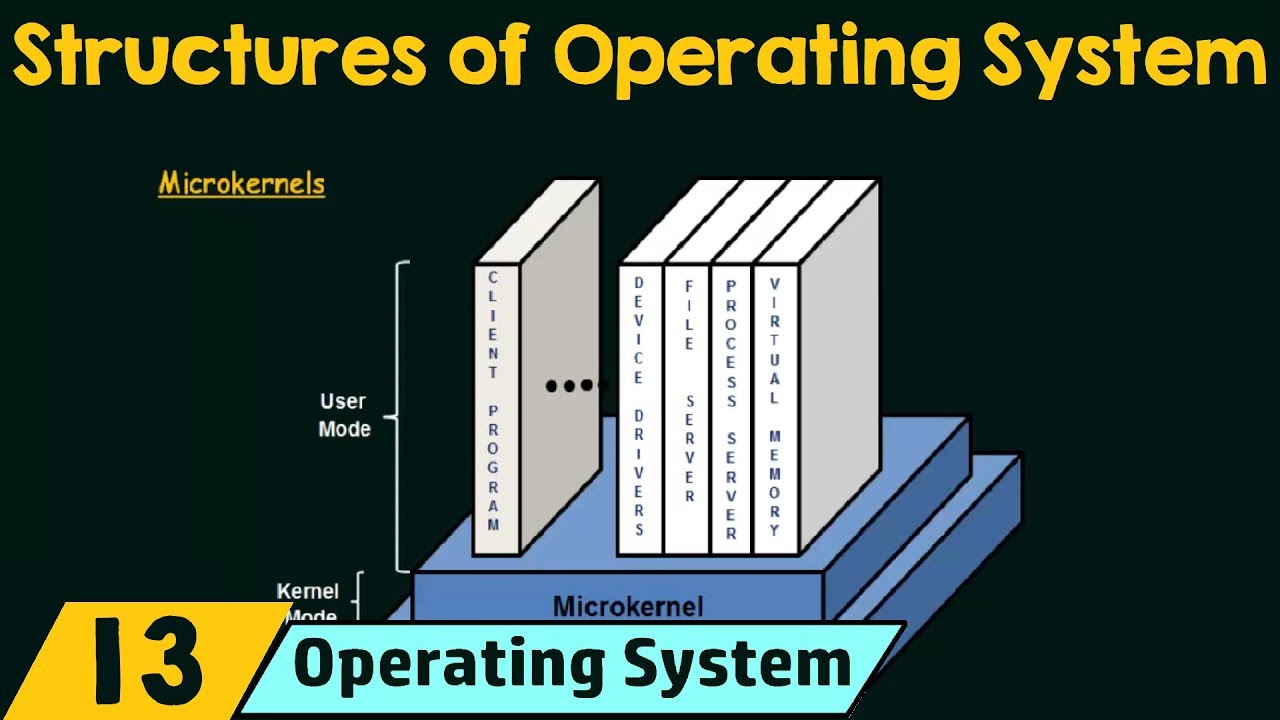 Structures of Operating System
Microkernels
CLIENT PROGRAM
DEVICE DRIVERS
FILE SERVER
PROCESS SERVER
VIRTUAL MEMORY
User
Mode
Kernel
Mode
Microkernel
13
Operating System